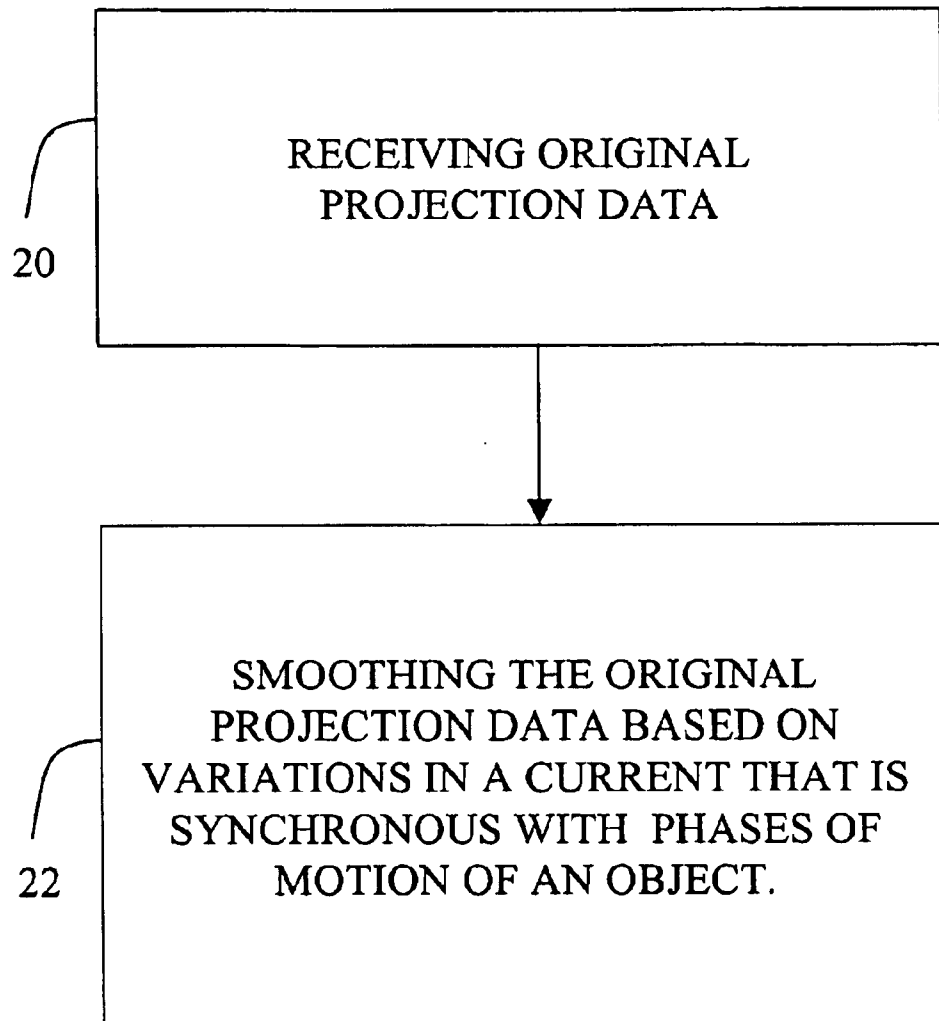 RECEIVING ORIGINAL
PROJECTION DATA
20
SMOOTHING THE ORIGINAL
PROJECTION DATA BASED ON
VARIATIONS IN A CURRENT THAT IS
SYNCHRONOUS WITH PHASES OF
MOTION OF AN OBJECT.
22